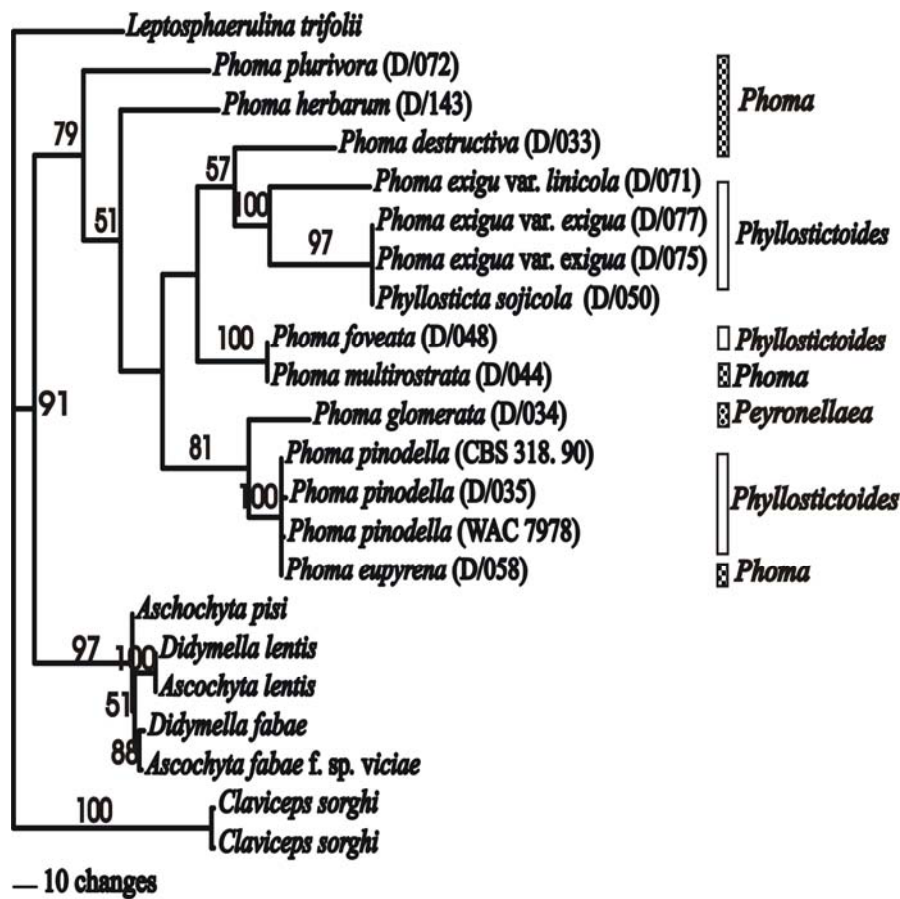 Leptosphaerulina trifolii
Phoma plurivora (D/072)
Phoma
Phoma herbarum (D/143)
79
Phoma destructiva (D/033)
57
Phoma exigu var. linicola (D/071)
100
51
Phoma exigua var. exigua (D/077)
Phyllostictoides
97
Phoma exigua var. exigua (D/075)
Phyllosticta sojicola (D/050)
Phoma foveata (D/048)
Phyllostictoides
100
Phoma multirostrata (D/044)
Phoma
91
Phoma glomerata (D/034)
Peyronellaea
81
Phoma pinodella (CBS 318. 90)
100
Phoma pinodella (D/035)
Phyllostictoides
Phoma pinodella (WAC 7978)
Phoma eupyrena (D/058)
Phoma
Aschochyta pisi
97
100
Didymella lentis
Ascochyta lentis
51
Didymella fabae
88
Ascochyta fabae f. sp. viciae
Claviceps sorghi
100
Claviceps sorghi
10 changes